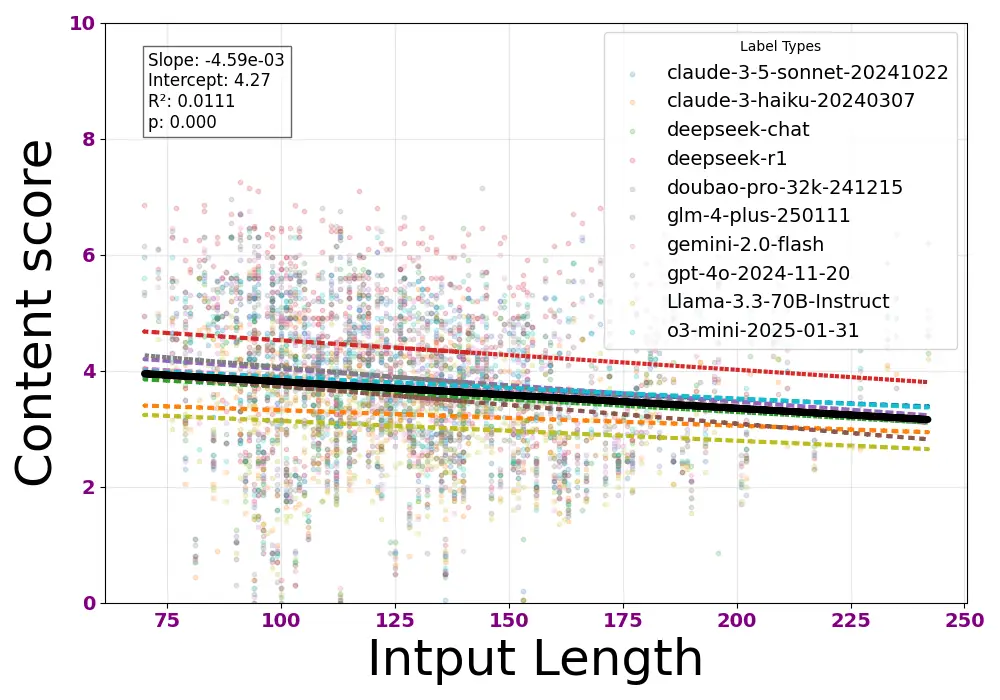 Content score
10
8
6
4
2
0
Slope: -4.59e-03
Intercept: 4.27
R²: 0.0111
p: 0.000
Label Types
claude-3-5-sonnet-20241022
claude-3-haiku-20240307
deepseek-chat
deepseek-r1
doubao-pro-32k-241215
glm-4-plus-250111
gemini-2.0-flash
gpt-4o-2024-11-20
Llama-3.3-70B-Instruct
o3-mini-2025-01-31
75 100 125 150 175 200 225 250
Intput Length